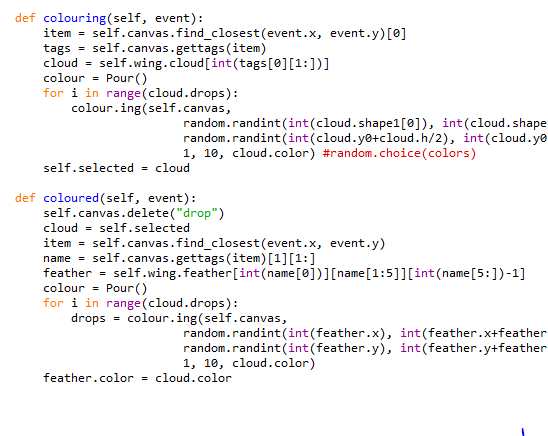 def colouring(self, event):
    item = self.canvas.find_closest(event.x, event.y)[0]
    tags = self.canvas.gettags(item)
    cloud = self.wing.cloud[int(tags[0][1:])]
    colour = Pour()
    for i in range(cloud.drops):
        colour.ing(self.canvas,
                        random.randint(int(cloud.shape1[0]), int(cloud.shape
                        random.randint(int(cloud.y0+cloud.h/2), int(cloud.y0
                        1, 10, cloud.color) #random.choice(colors)
    self.selected = cloud

def coloured(self, event):
    self.canvas.delete("drop")
    cloud = self.selected
    item = self.canvas.find_closest(event.x, event.y)
    name = self.canvas.gettags(item)[1][1:]
    feather = self.wing.feather[int(name[0])][name[1:5]][int(name[5:])-1]
    colour = Pour()
    for i in range(cloud.drops):
        drops = colour.ing(self.canvas,
                        random.randint(int(feather.x), int(feather.x+feather
                        random.randint(int(feather.y), int(feather.y+feather
                        1, 10, cloud.color)
    feather.color = cloud.color